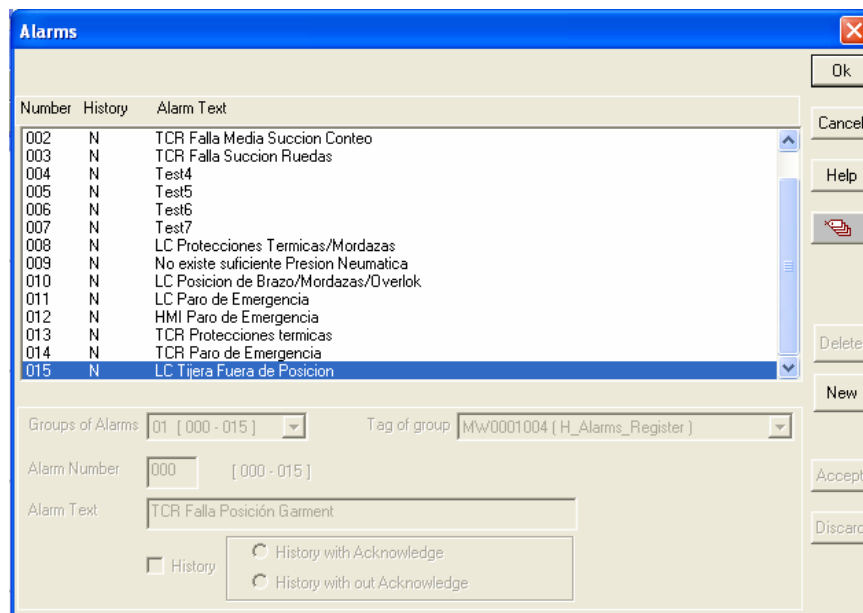 Alarms
Ok
Number History Alarm Text
Cancel
002 N TCR Falla Media Succion Conteo
003 N TCR Falla Succion Ruedas
004 N Test4
Help
005 N Test5
006 N Test6
007 N Test7
008 N LC Protecciones Termicas/Mordazas
009 N No existe suficiente Presion Neumatica
010 N LC Posicion de Brazo/Mordazas/Overlok
011 N LC Paro de Emergencia
012 N HMI Paro de Emergencia
013 N TCR Protecciones termicas
014 N TCR Paro de Emergencia
Delete
015 N LC Tijera Fuera de Posicion
New
Groups of Alarms 01 [ 000 - 015 ] Tag of group MW0001004 ( H_Alarms_Register )
Alarm Number 000 [ 000 - 015 ]
Accept
Alarm Text TCR Falla Posición Garment
Discard
History
History with Acknowledge
History with out Acknowledge